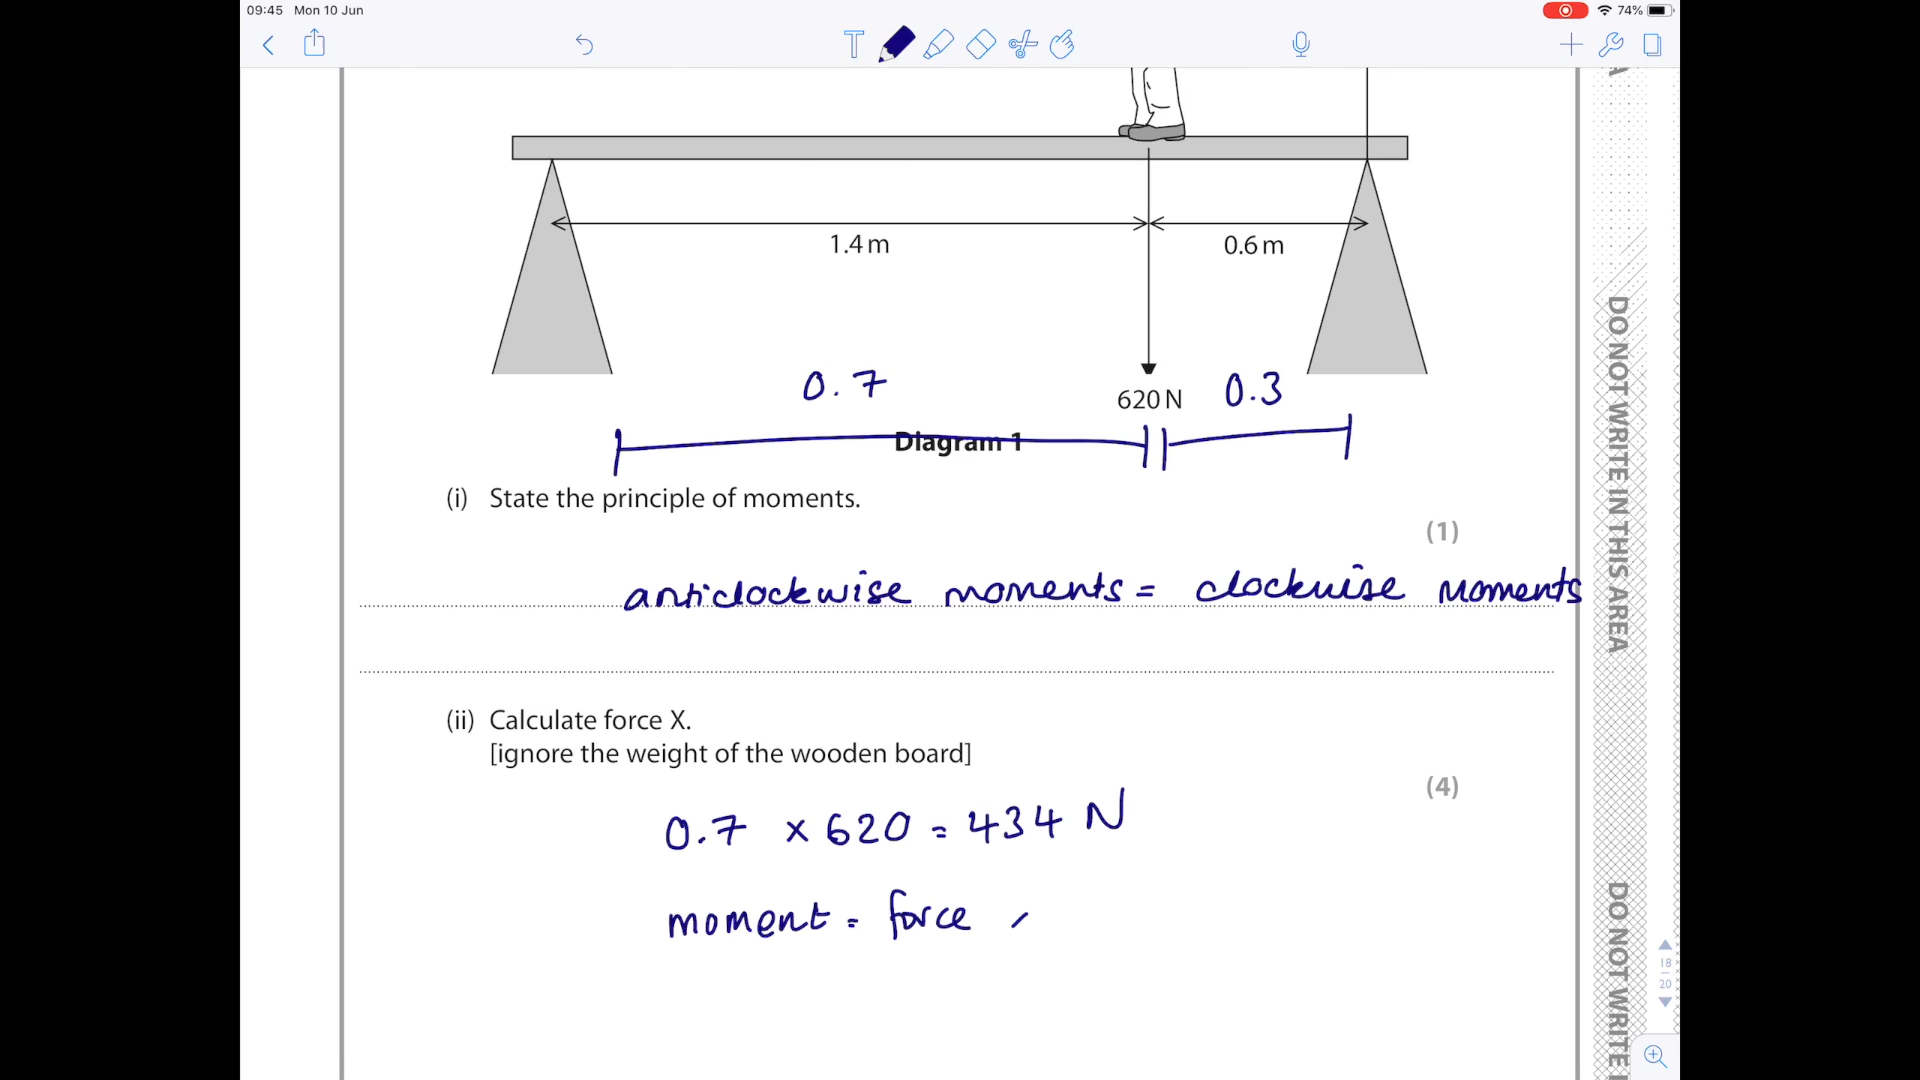 09:45 Mon 10 Jun
74%
T
1.4 m
0.6 m
0.7
620 N
0.3
Diagram 1
(i) State the principle of moments.
(1)
anticlockwise moments = clockwise moments
(ii) Calculate force X.
[ignore the weight of the wooden board]
(4)
0.7 × 620 = 434 N
moment = force
A
DO NOT WRITE IN THIS AREA
DO NOT WRITE I
18
20